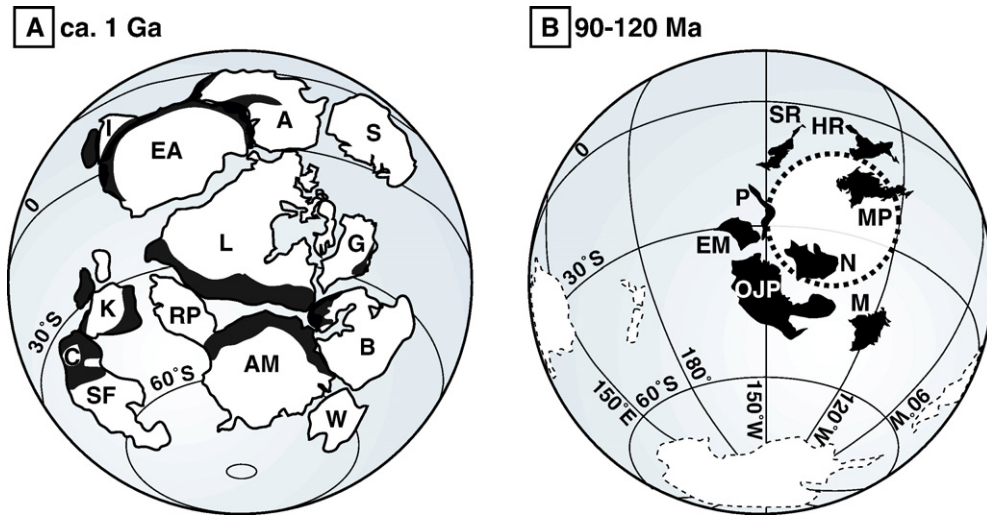 A ca. 1 Ga
I
EA
A
S
0
L
G
K
RP
30°S
C
AM
B
60°S
SF
W
B 90-120 Ma
SR
HR
0
P
MP
EM
N
30°S
OJP
M
180°
150°E
60°S
150°W
120°W
90°W